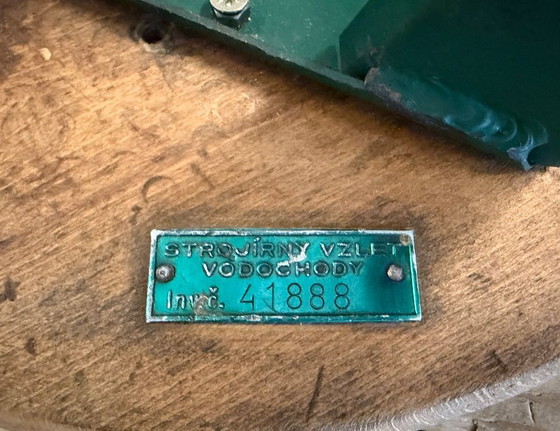 STROJÍRNY VZLET
VODOCHODY
Inv.č. 41888